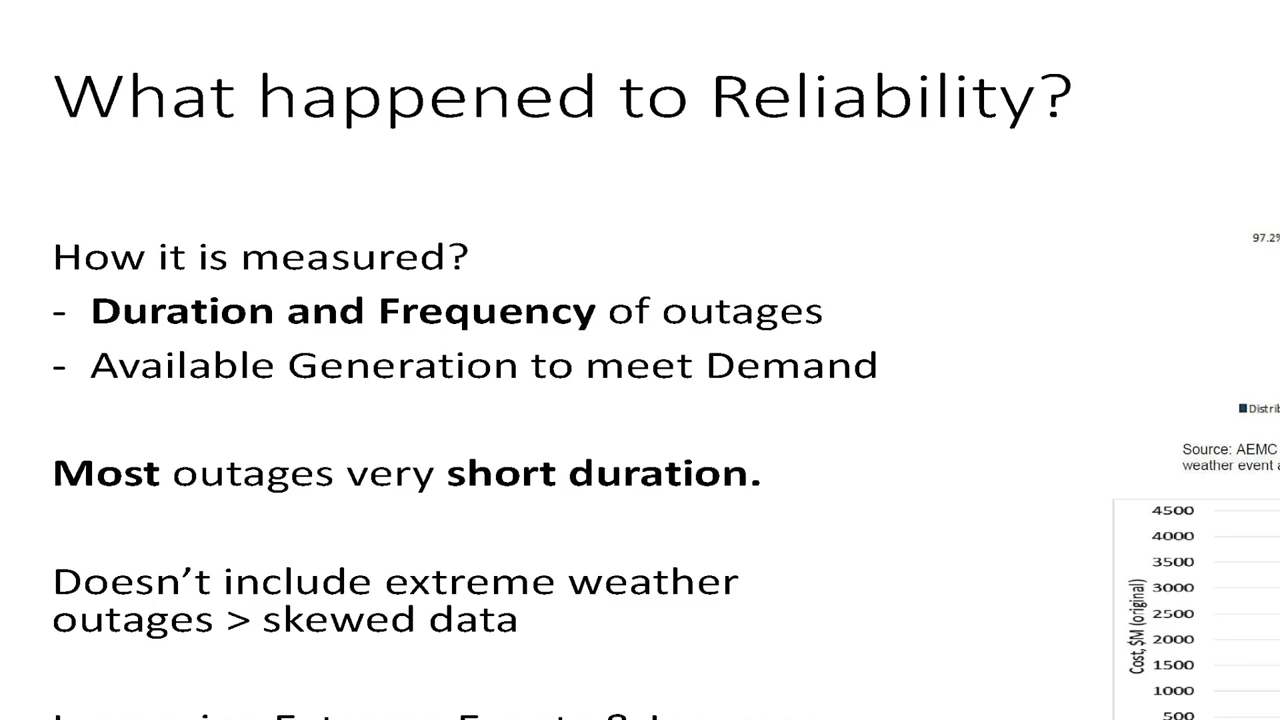 What happened to Reliability?
How it is measured?
- Duration and Frequency of outages
- Available Generation to meet Demand
Most outages very short duration.
Doesn't include extreme weather
outages > skewed data
97.2%
Source: AEMC
weather event
4500
4000
3500
3000
2500
2000
1500
1000
500
Cost, $M (original)